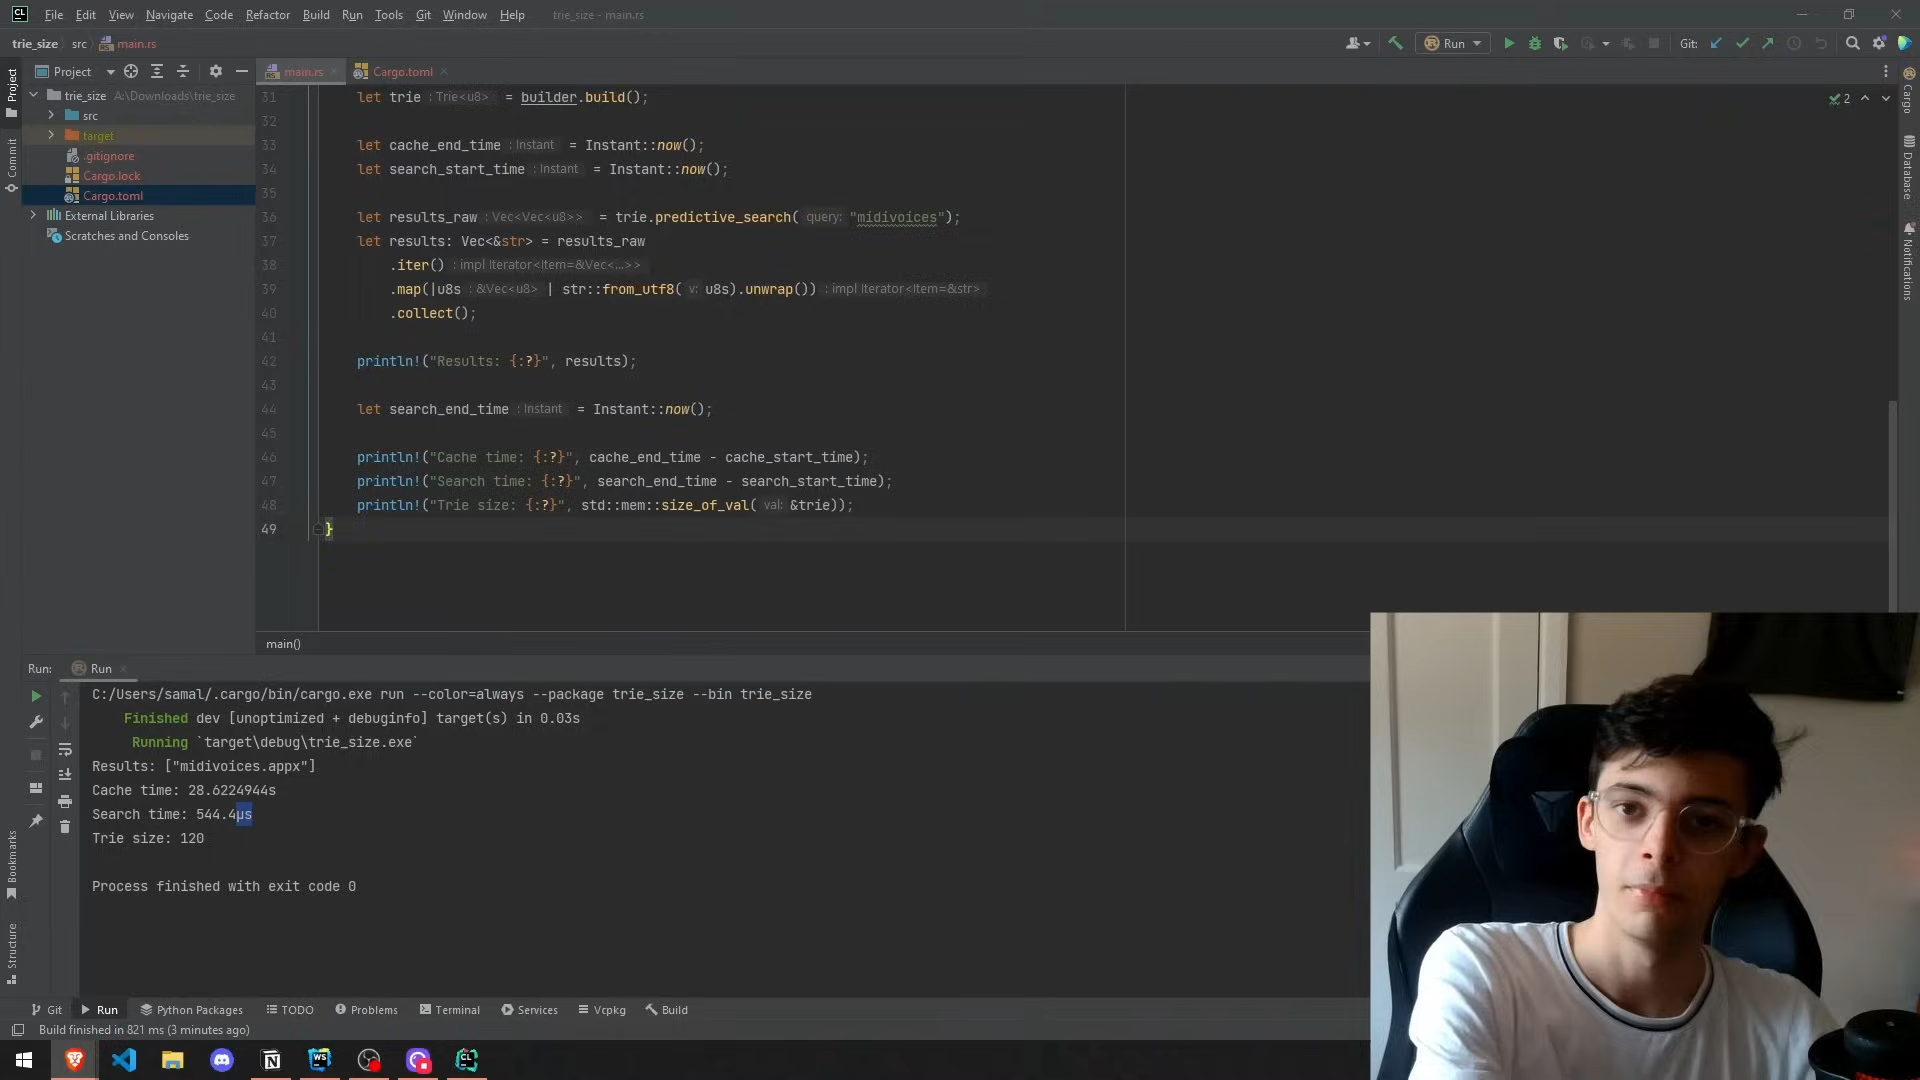 File Edit View Navigate Code Refactor Build Run Tools Git Window Help trie_size - main.rs
trie_size src main.rs Run Git:
Project main.rs Cargo.toml
trie_size A:\Downloads\trie_size
src
target
.gitignore
Cargo.lock
Cargo.toml
External Libraries
Scratches and Consoles
31 let trie : Trie<u8> = builder.build();
32
33 let cache_end_time : Instant = Instant::now();
34 let search_start_time : Instant = Instant::now();
35
36 let results_raw : Vec<Vec<u8>> = trie.predictive_search( query: "midivoices");
37 let results: Vec<&str> = results_raw
38 .iter() : impl Iterator<Item=&Vec<...>>
39 .map(|u8s : &Vec<u8> | str::from_utf8( v: u8s).unwrap()) : impl Iterator<Item=&str>
40 .collect();
41
42 println!("Results: {:?}", results);
43
44 let search_end_time : Instant = Instant::now();
45
46 println!("Cache time: {:?}", cache_end_time - cache_start_time);
47 println!("Search time: {:?}", search_end_time - search_start_time);
48 println!("Trie size: {:?}", std::mem::size_of_val( val: &trie));
49 }
2
main()
Project
Commit
Bookmarks
Structure
Cargo
Database
Notifications
Run: Run
C:/Users/samal/.cargo/bin/cargo.exe run --color=always --package trie_size --bin trie_size
Finished dev [unoptimized + debuginfo] target(s) in 0.03s
Running `target\debug\trie_size.exe`
Results: ["midivoices.appx"]
Cache time: 28.6224944s
Search time: 544.4µs
Trie size: 120
Process finished with exit code 0
Git Run Python Packages TODO Problems Terminal Services Vcpkg Build
Build finished in 821 ms (3 minutes ago)